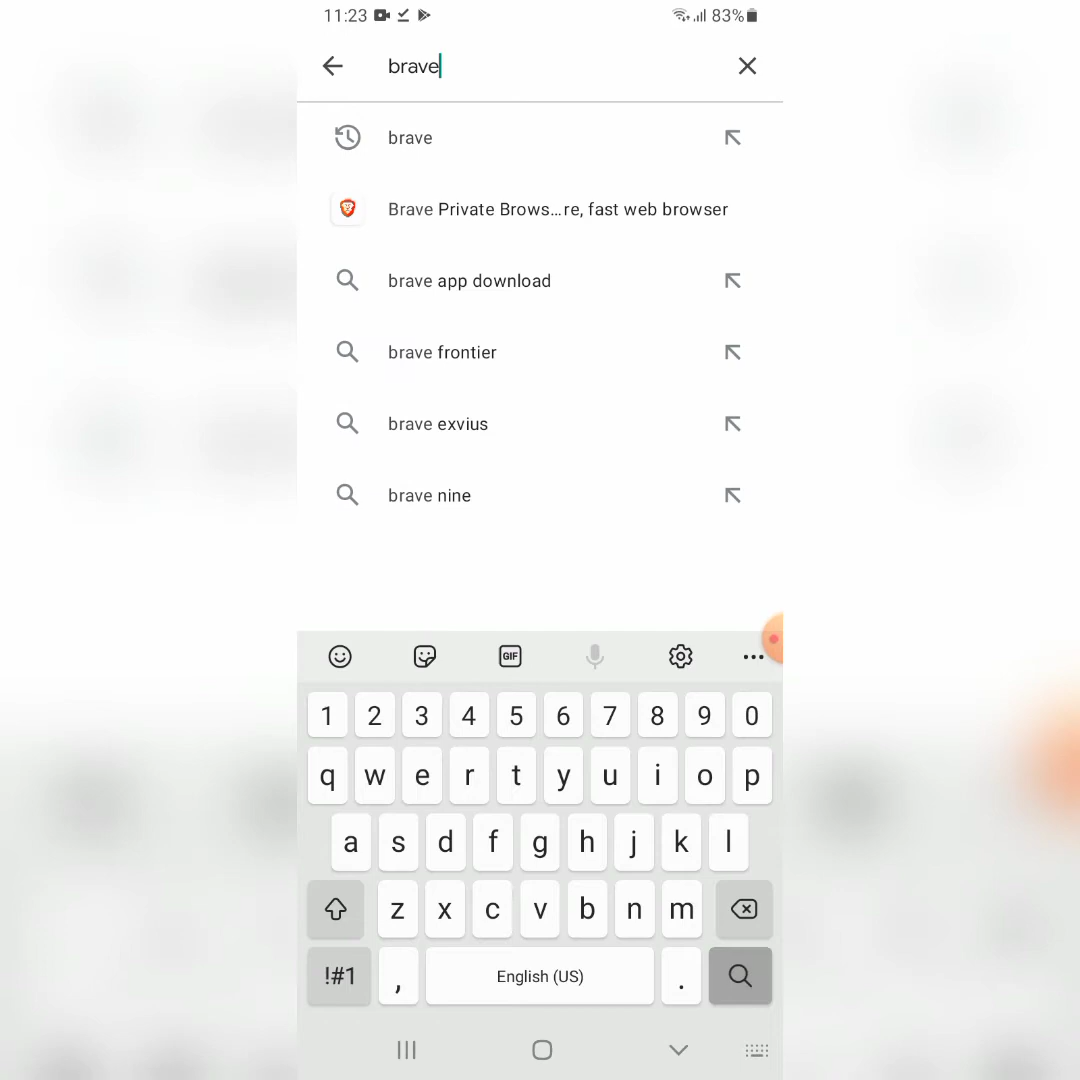 11:23 83%
brave
brave
Brave Private Brows...re, fast web browser
brave app download
brave frontier
brave exvius
brave nine
GIF
1 2 3 4 5 6 7 8 9 0
q w e r t y u i o p
a s d f g h j k l
z x c v b n m
!#1 , English (US) .